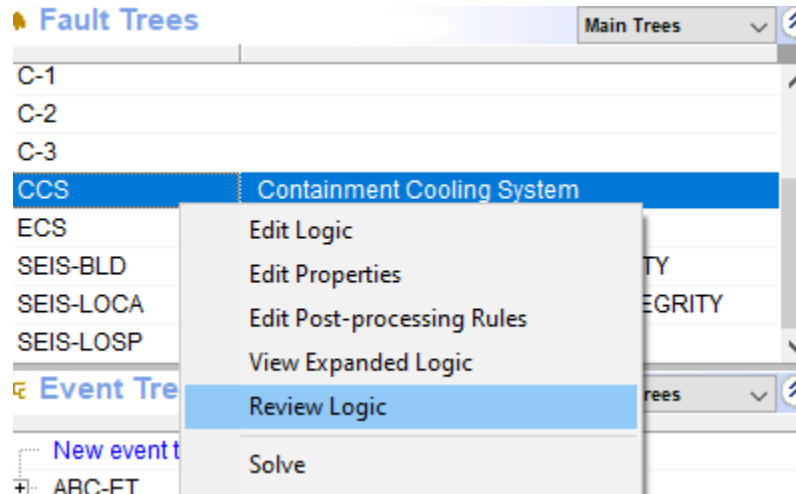 Fault Trees
Main Trees
C-1
C-2
C-3
CCS Containment Cooling System
ECS
SEIS-BLD TY
SEIS-LOCA EGRITY
SEIS-LOSP
Edit Logic
Edit Properties
Edit Post-processing Rules
View Expanded Logic
Review Logic
Solve
Event Tre
rees
New event t
ABC-ET